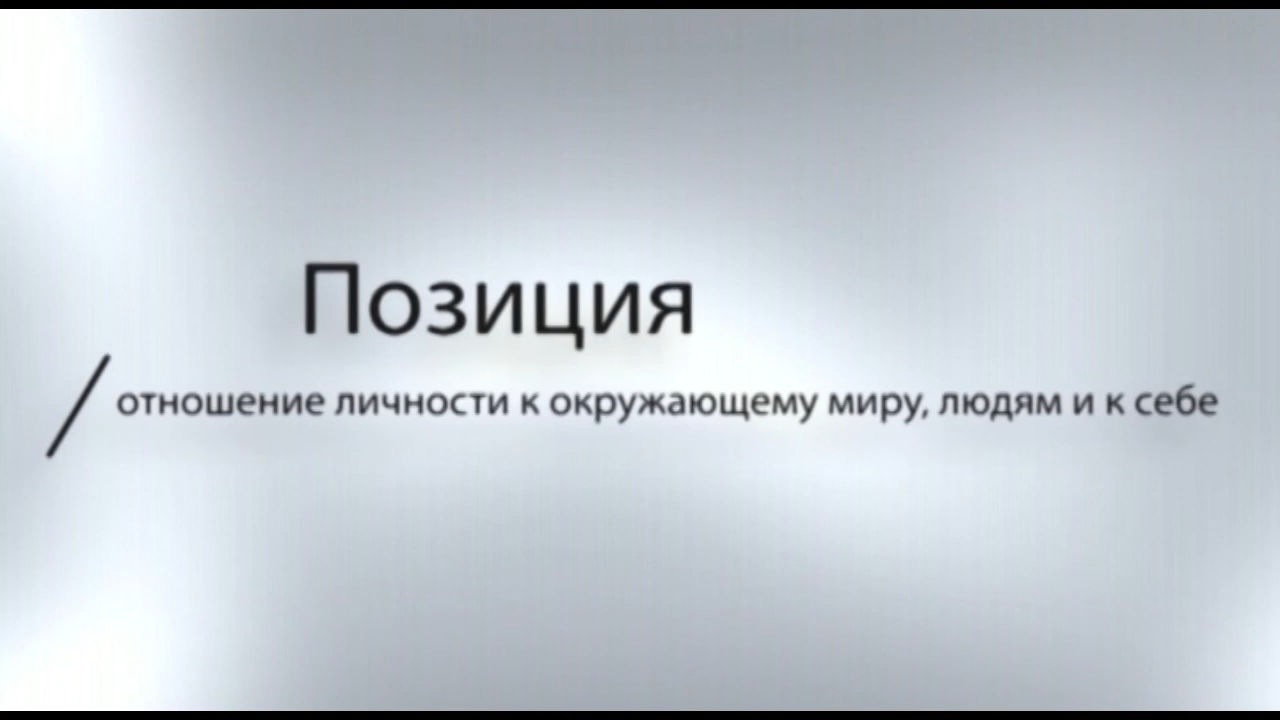 Позиция
отношение личности к окружающему миру, людям и к себе